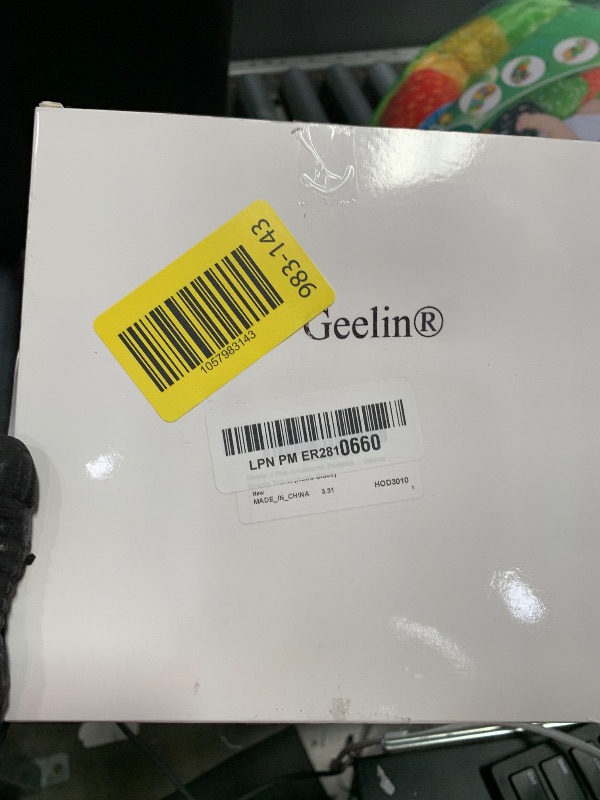 983-143
1057983143
Geelin®
LPN PM ER2810660
New
MADE_IN_CHINA 3.31
HOD3010